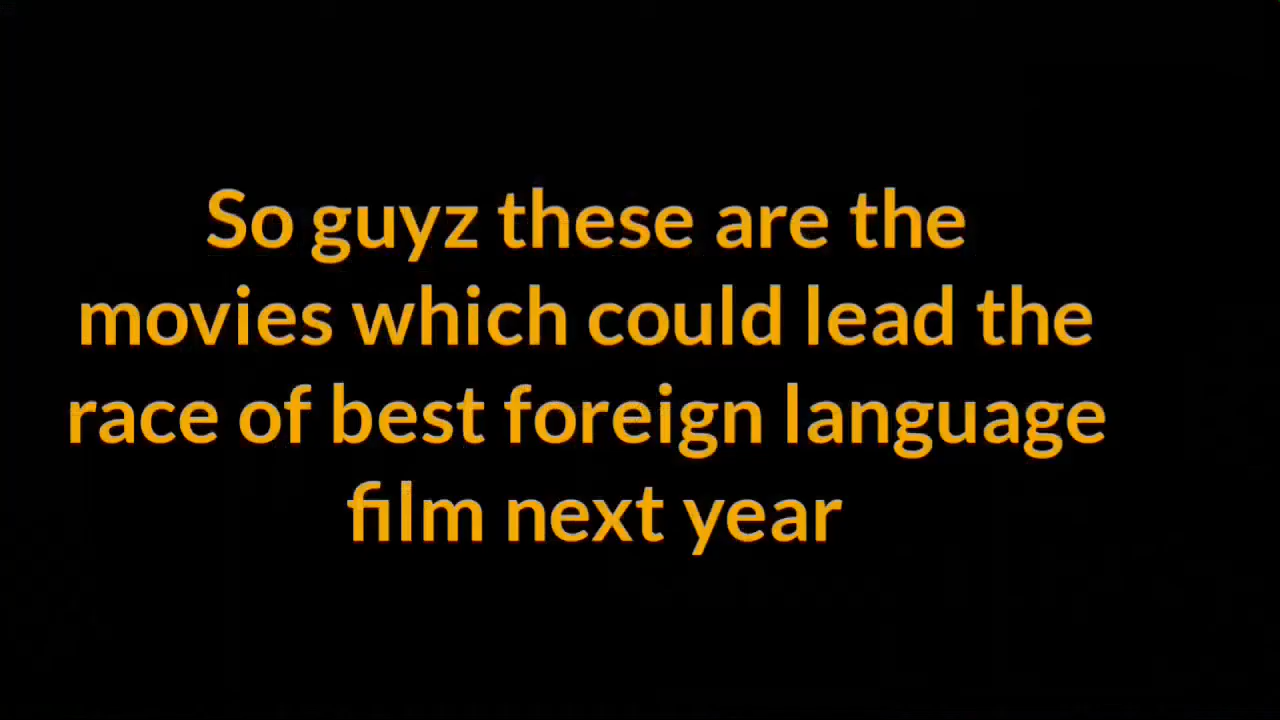 So guyz these are the
movies which could lead the
race of best foreign language
film next year